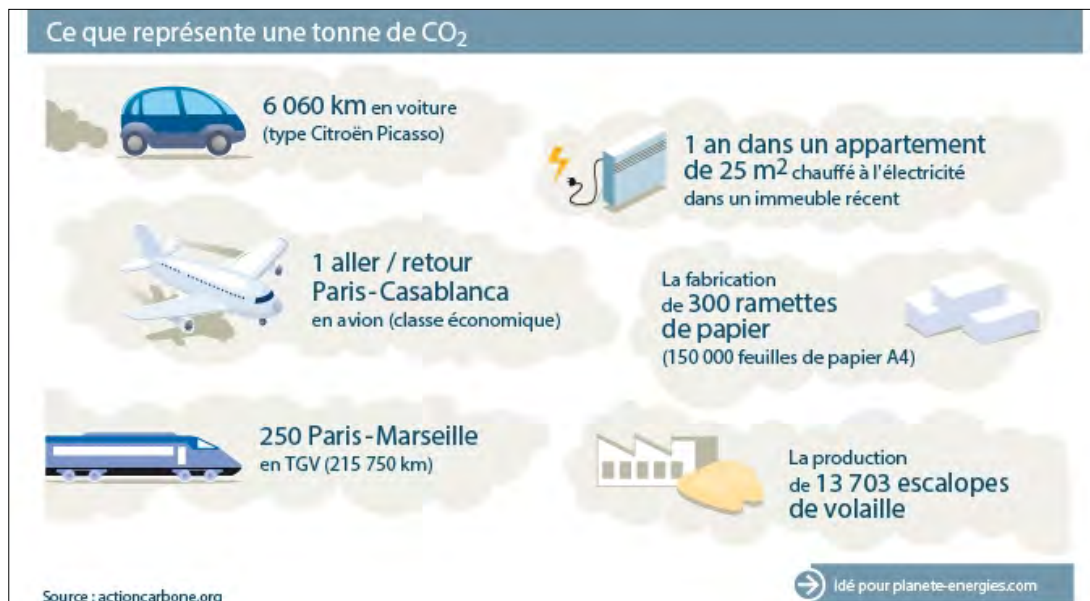 Ce que représente une tonne de CO2
6 060 km en voiture
(type Citroën Picasso)
1 an dans un appartement
de 25 m2 chauffé à l'électricité
dans un immeuble récent
1 aller / retour
Paris-Casablanca
en avion (classe économique)
La fabrication
de 300 ramettes
de papier
(150 000 feuilles de papier A4)
250 Paris-Marseille
en TGV (215 750 km)
La production
de 13 703 escalopes
de volaille
Source : actioncarbone.org
Idé pour planete-energies.com